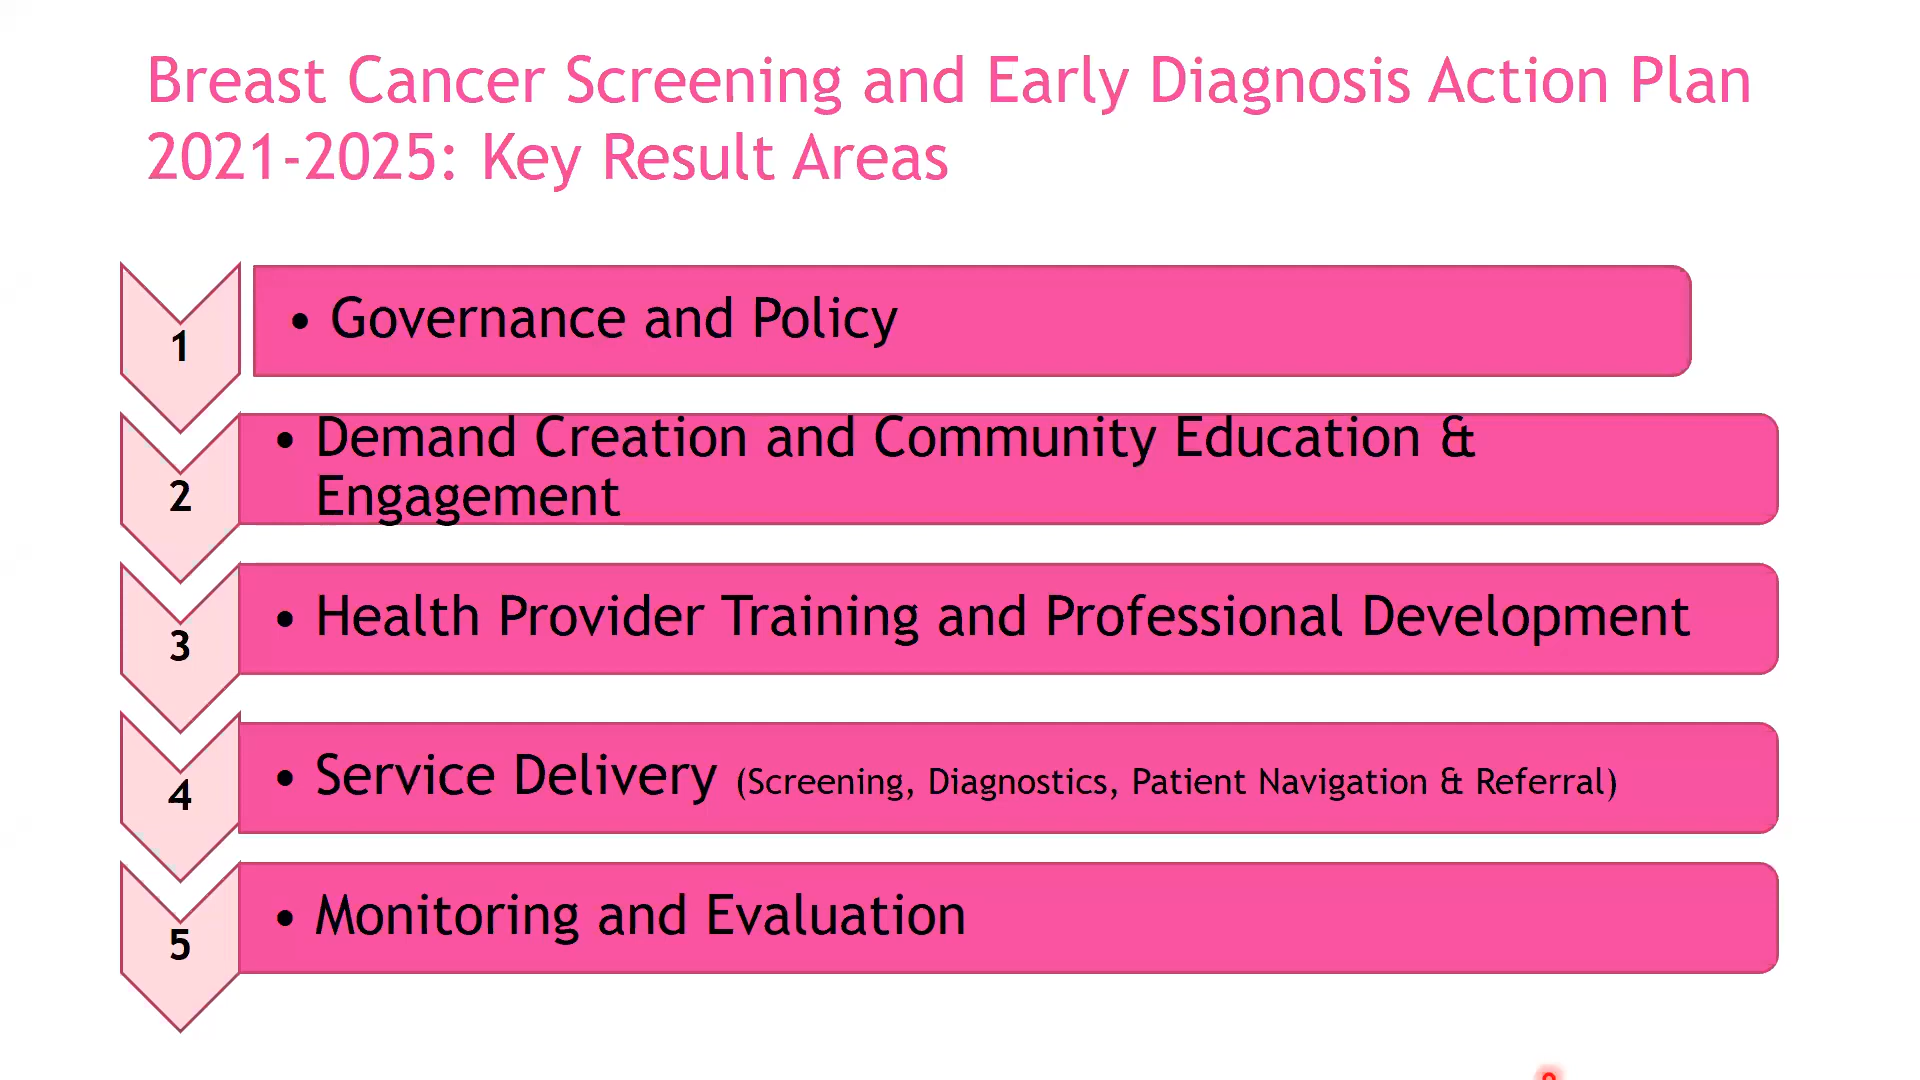 Breast Cancer Screening and Early Diagnosis Action Plan
2021-2025: Key Result Areas
1
• Governance and Policy
2
• Demand Creation and Community Education &
Engagement
3
• Health Provider Training and Professional Development
4
• Service Delivery (Screening, Diagnostics, Patient Navigation & Referral)
5
• Monitoring and Evaluation